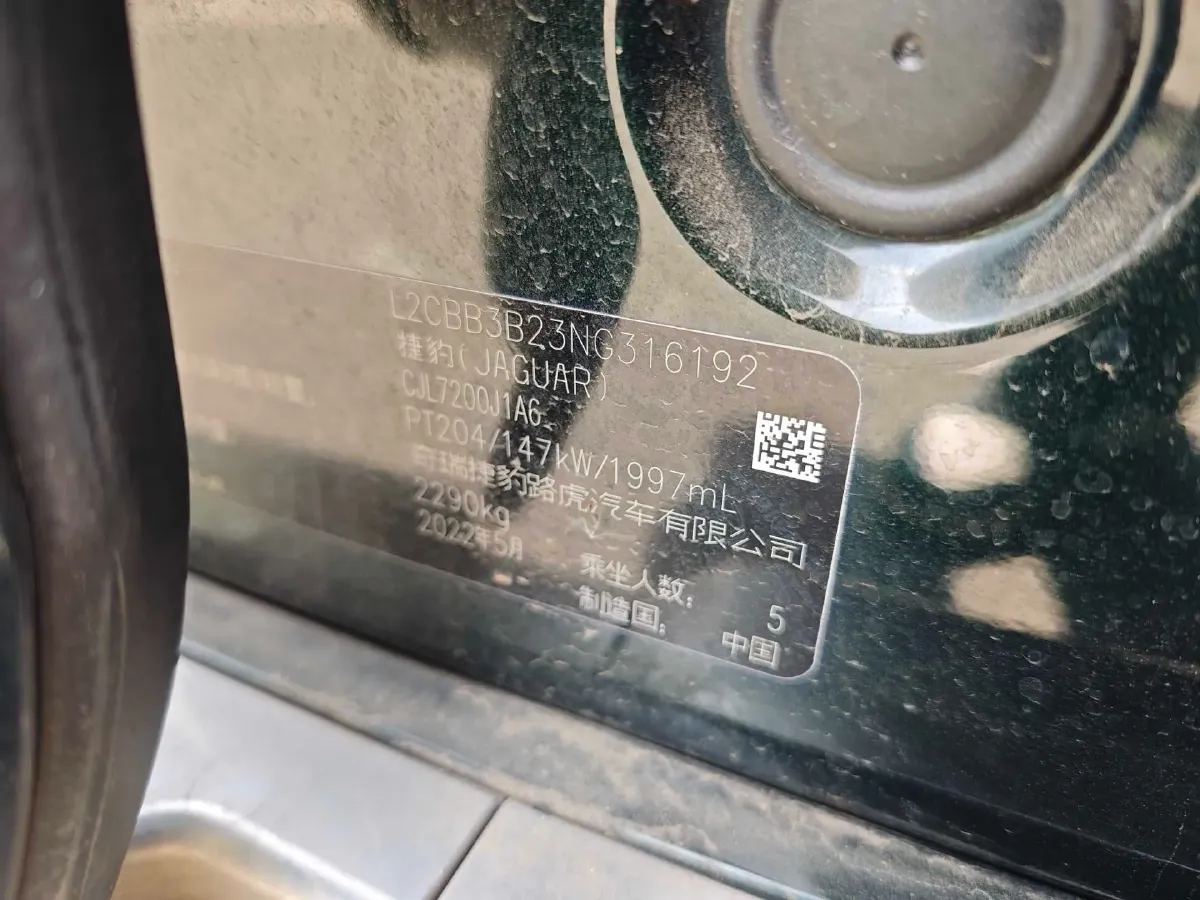 L2CBB3B23NG316192
捷豹(JAGUAR)
CJL7200J1A6
PT204/147kW/1997mL
奇瑞捷豹路虎汽车有限公司
2290kg 乘坐人数: 5
2022年5月 制造国: 中国